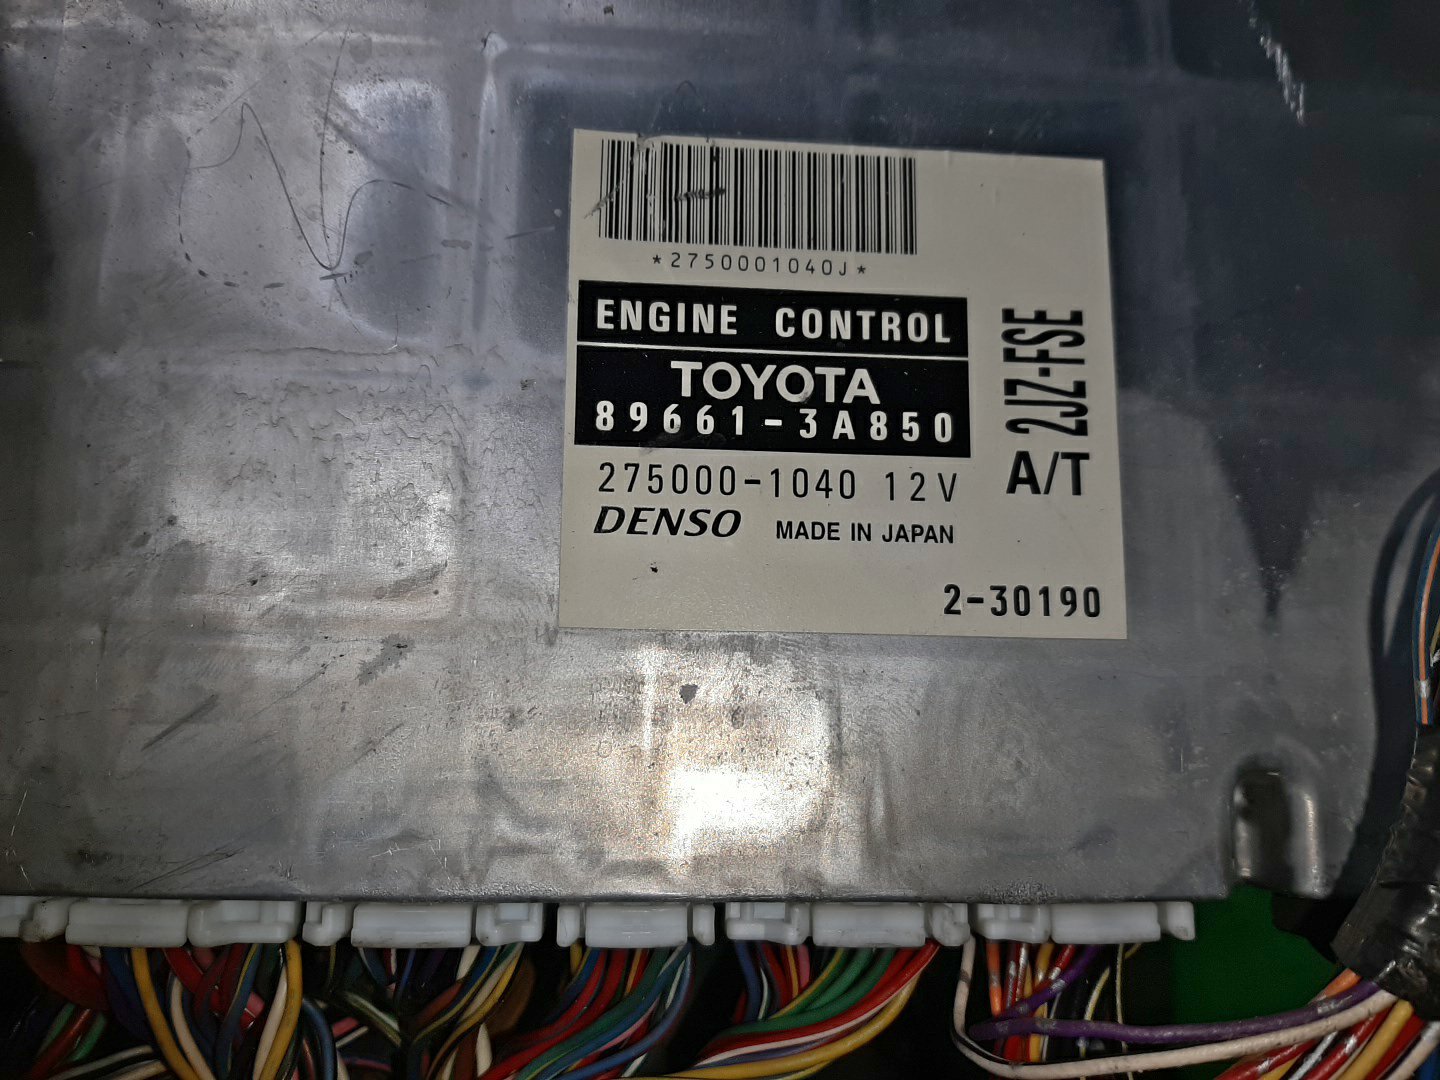 *2750001040J*
ENGINE CONTROL
TOYOTA
89661-3A850
275000-1040 12V
DENSO MADE IN JAPAN
A/T 2JZ-FSE
2-30190